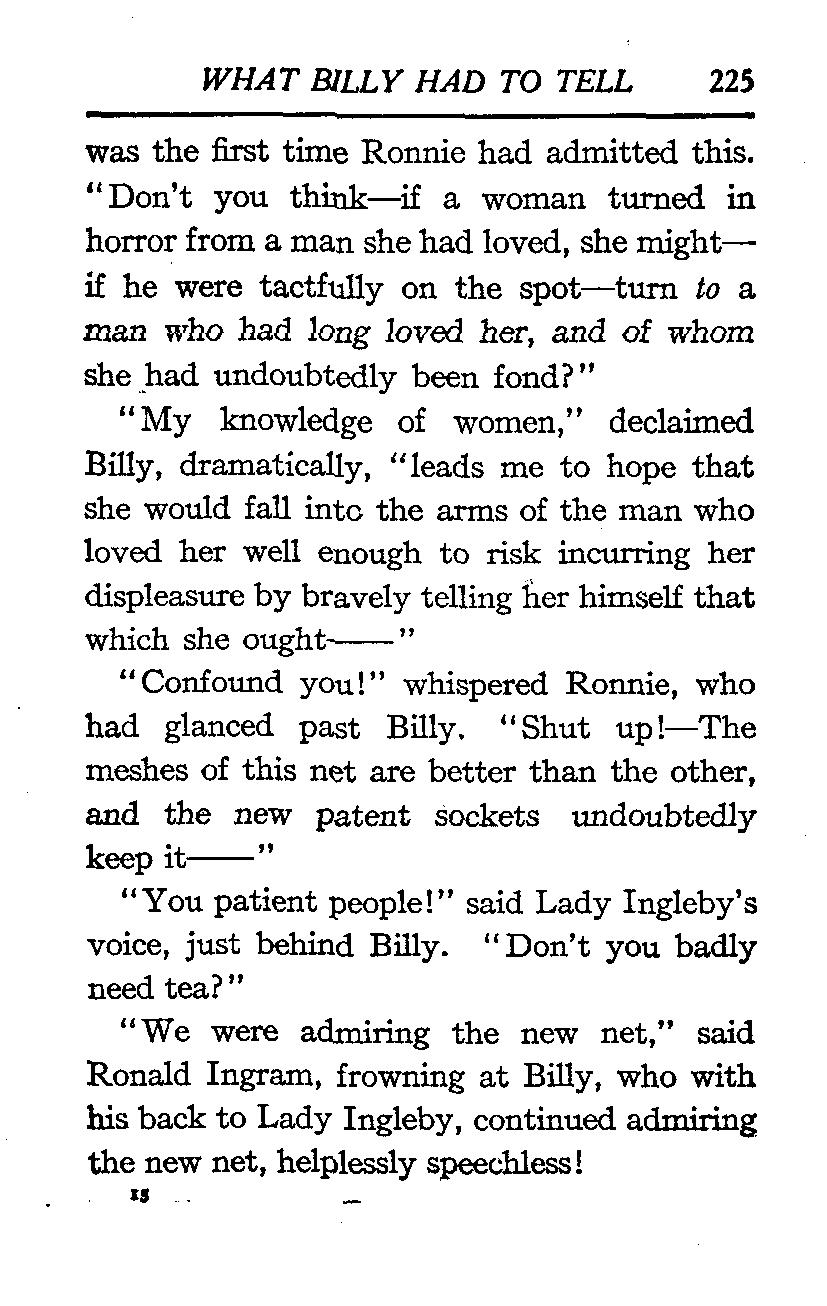 WHAT BILLY HAD TO TELL 225
was the first time Ronnie had admitted this.
“Don’t you think—if a woman turned in
horror from a man she had loved, she might—
if he were tactfully on the spot—turn to a
man who had long loved her, and of whom
she had undoubtedly been fond?”
“My knowledge of women,” declaimed
Billy, dramatically, “leads me to hope that
she would fall into the arms of the man who
loved her well enough to risk incurring her
displeasure by bravely telling her himself that
which she ought——”
“Confound you!” whispered Ronnie, who
had glanced past Billy. “Shut up!—The
meshes of this net are better than the other,
and the new patent sockets undoubtedly
keep it——”
“You patient people!” said Lady Ingleby’s
voice, just behind Billy. “Don’t you badly
need tea?”
“We were admiring the new net,” said
Ronald Ingram, frowning at Billy, who with
his back to Lady Ingleby, continued admiring
the new net, helplessly speechless!
15